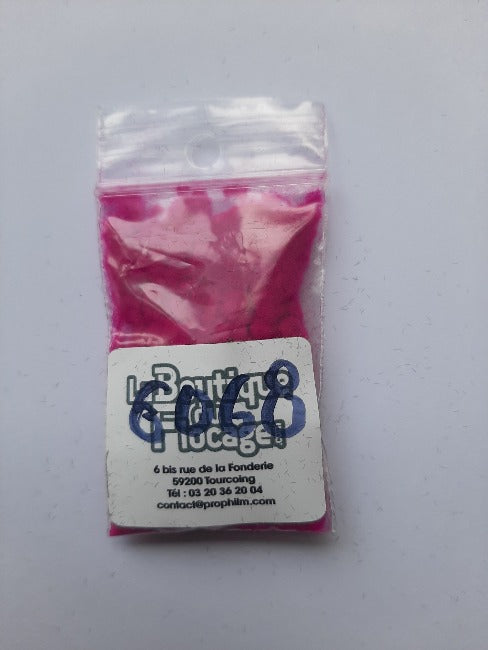 La Boutique
du
Flocage!
6068
6 bis rue de la Fonderie
59200 Tourcoing
Tél : 03 20 36 20 04
contact@prophilm.com